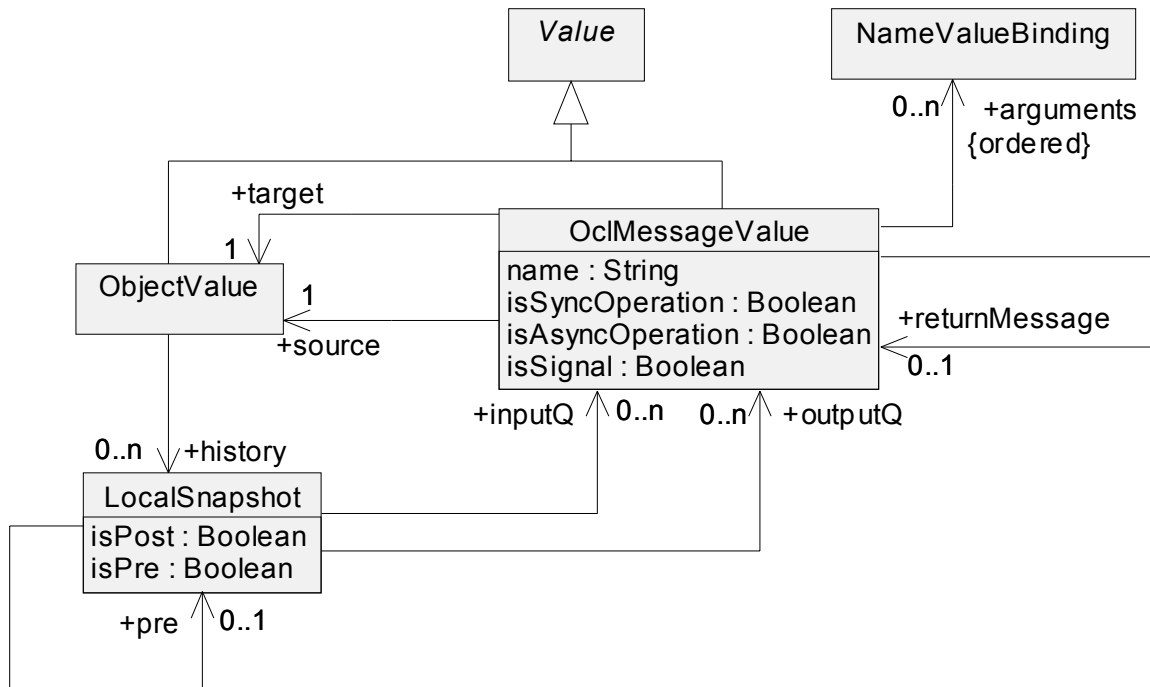 Value
NameValueBinding
0..n
+arguments
{ordered}
+target
1
OclMessageValue
name : String
isSyncOperation : Boolean
isAsyncOperation : Boolean
isSignal : Boolean
ObjectValue
1
+source
+returnMessage
0..1
+inputQ
0..n
0..n
+outputQ
0..n
+history
LocalSnapshot
isPost : Boolean
isPre : Boolean
+pre
0..1